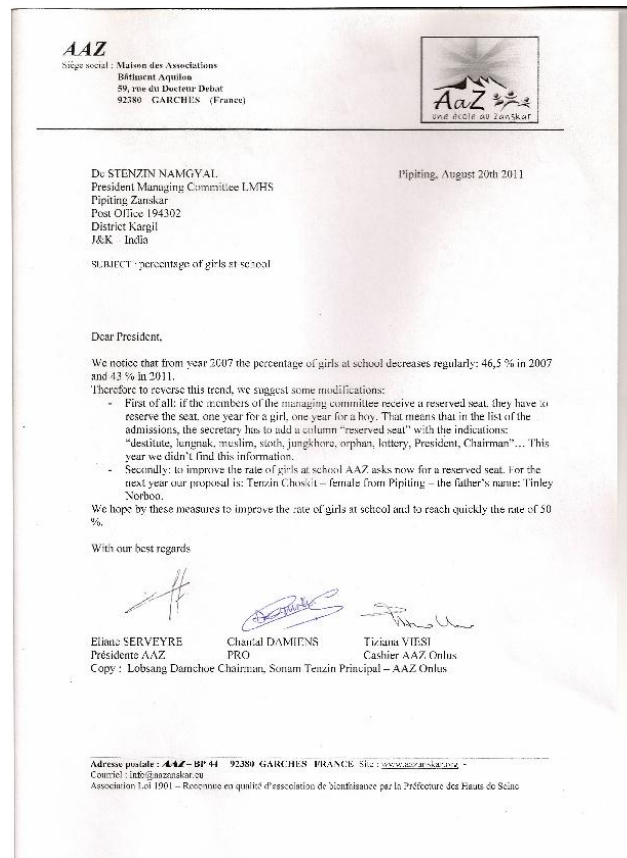 AAZ
Siège social : Maison des Associations
Bâtiment Aquilon
59, rue du Docteur Debat
92380 GARCHES (France)
AaZ
une école au Zanskar
Dc STENZIN NAMGYAL
Pipiting, August 20th 2011
President Managing Committee LMHS
Pipiting Zanskar
Post Office 194302
District Kargil
J&K – India
SUBJECT : percentage of girls at school
Dear President,
We notice that from year 2007 the percentage of girls at school decreases regularly: 46,5 % in 2007
and 43 % in 2011.
Therefore to reverse this trend, we suggest some modifications:
- First of all: if the members of the managing committee receive a reserved seat, they have to
reserve the seat, one year for a girl, one year for a boy. That means that in the list of the
admissions, the secretary has to add a column "reserved seat" with the indications:
"destitute, lungnak, muslim, stoth, jungkhore, orphan, lottery, President, Chairman"… This
year we didn't find this information.
- Secondly: to improve the rate of girls at school AAZ asks now for a reserved seat. For the
next year our proposal is: Tenzin Choskit – female from Pipiting – the father's name: Tinley
Norboo.
We hope by these measures to improve the rate of girls at school and to reach quickly the rate of 50
%.
With our best regards
Eliane SERVEYRE Chantal DAMIENS Tiziana VIESI
Présidente AAZ PRO Cashier AAZ Onlus
Copy : Lobsang Damchoe Chairman, Sonam Tenzin Principal – AAZ Onlus
Adresse postale : AAZ – BP 44 92380 GARCHES FRANCE Site : www.aazanskar.org -
Courriel : info@aazanskar.eu
Association Loi 1901 – Reconnue en qualité d'association de bienfaisance par la Préfecture des Hauts de Seine